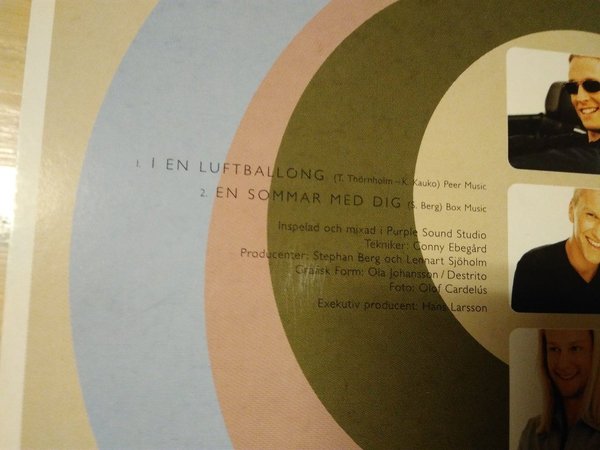 1. I EN LUFTBALLONG (T. Thörnholm – K. Kauko) Peer Music
2. EN SOMMAR MED DIG (S. Berg) Box Music
Inspelad och mixad i Purple Sound Studio
Tekniker: Conny Ebegård
Producenter: Stephan Berg och Lennart Sjöholm
Grafisk Form: Ola Johansson / Destrito
Foto: Olof Cardelús
Exekutiv producent: Hans Larsson